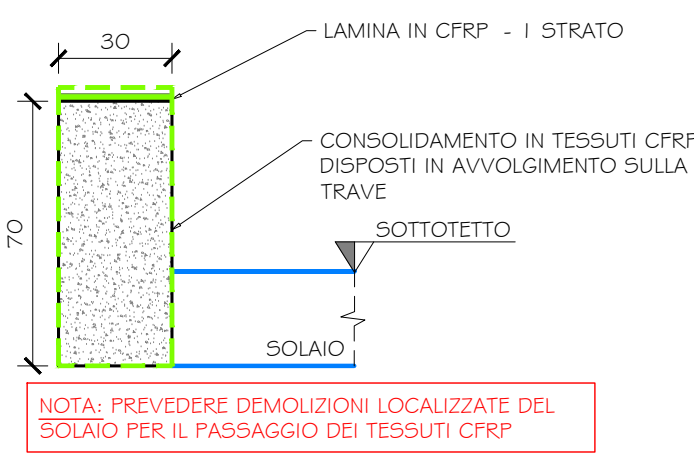 30
LAMINA IN CFRP - 1 STRATO
CONSOLIDAMENTO IN TESSUTI CFRP
DISPOSTI IN AVVOLGIMENTO SULLA
TRAVE
70
SOTTOTETTO
SOLAIO
NOTA: PREVEDERE DEMOLIZIONI LOCALIZZATE DEL
SOLAIO PER IL PASSAGGIO DEI TESSUTI CFRP